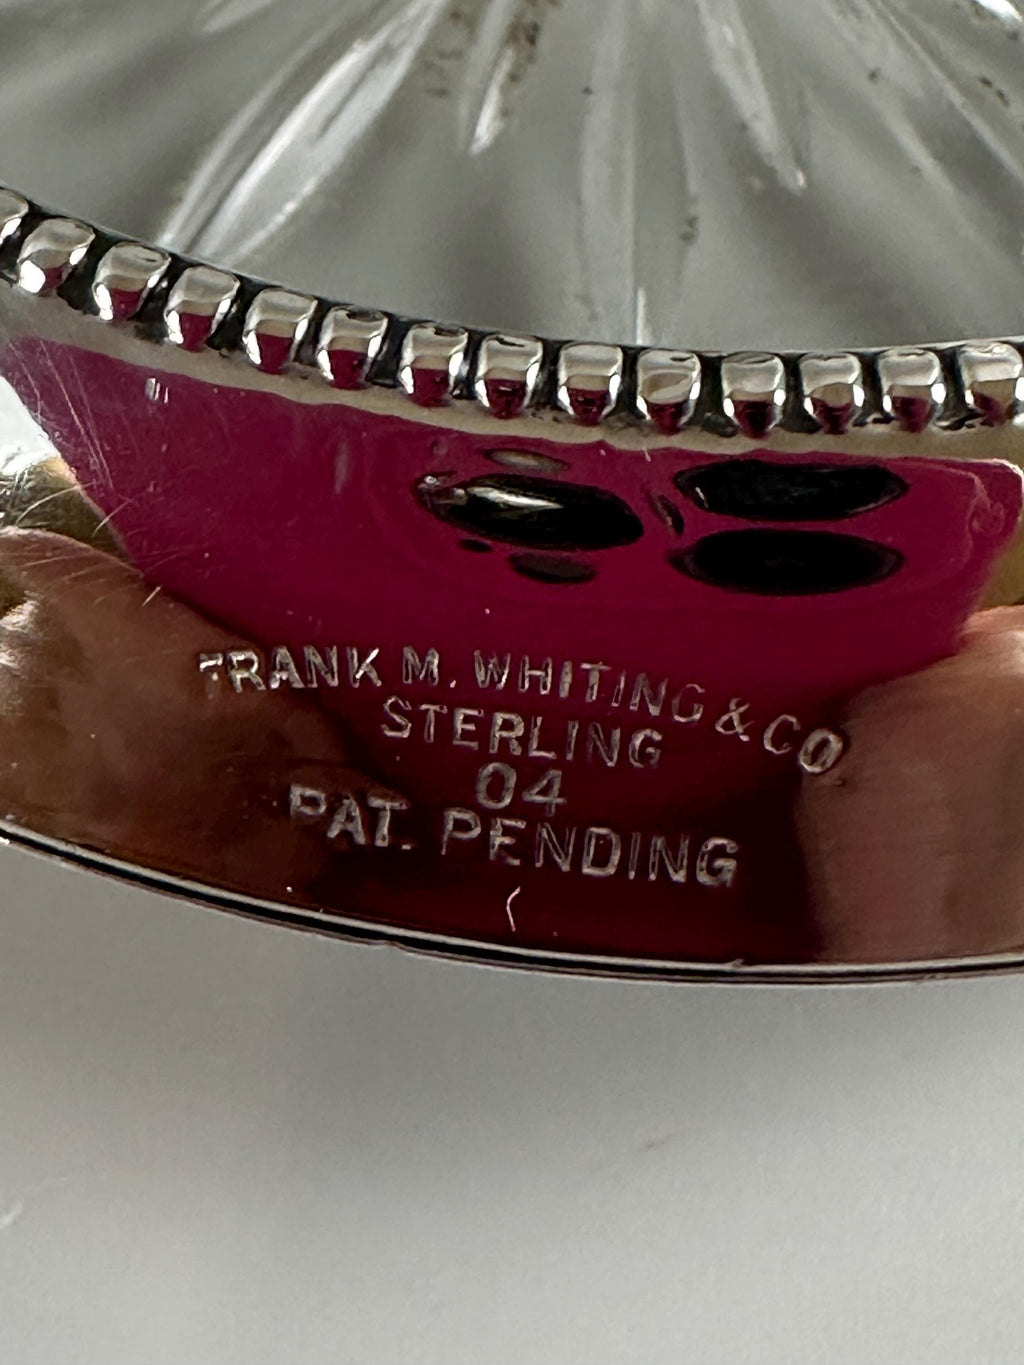 FRANK M. WHITING & CO
STERLING
04
PAT. PENDING